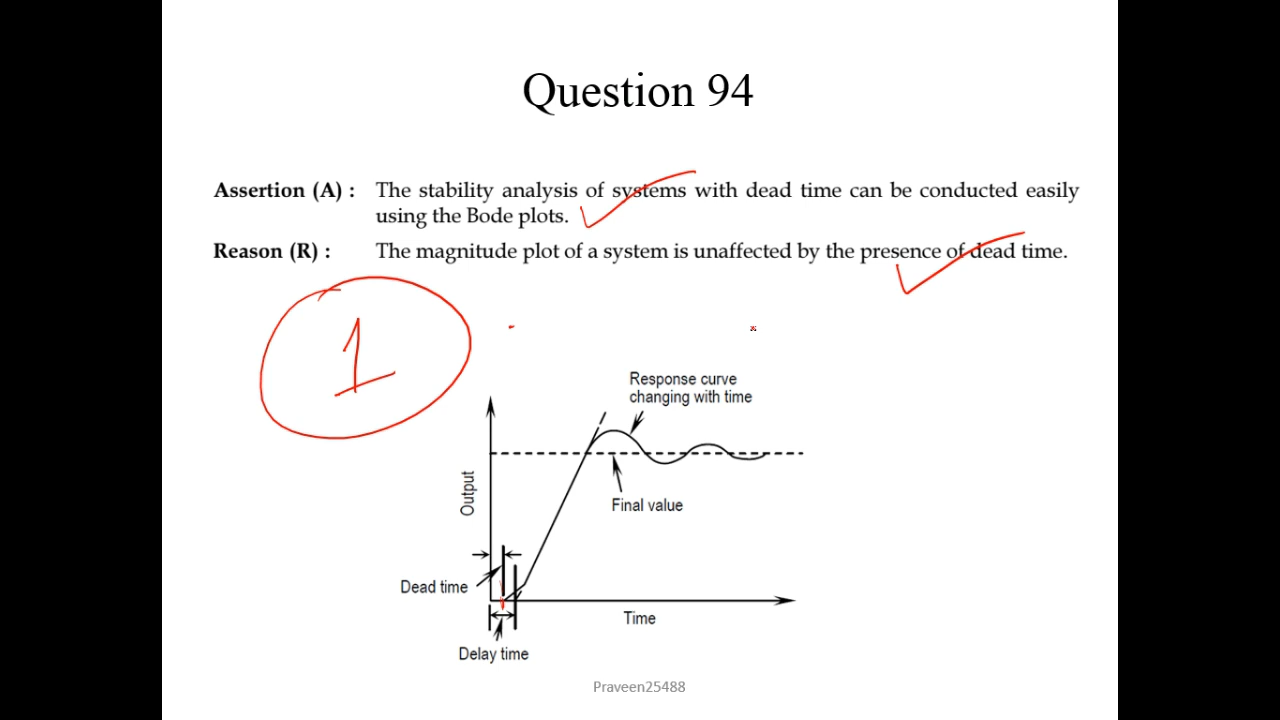 Question 94
Assertion (A) : The stability analysis of systems with dead time can be conducted easily
using the Bode plots.
Reason (R) : The magnitude plot of a system is unaffected by the presence of dead time.
1
Response curve
changing with time
Output
Final value
Dead time
Time
Delay time
Praveen25488